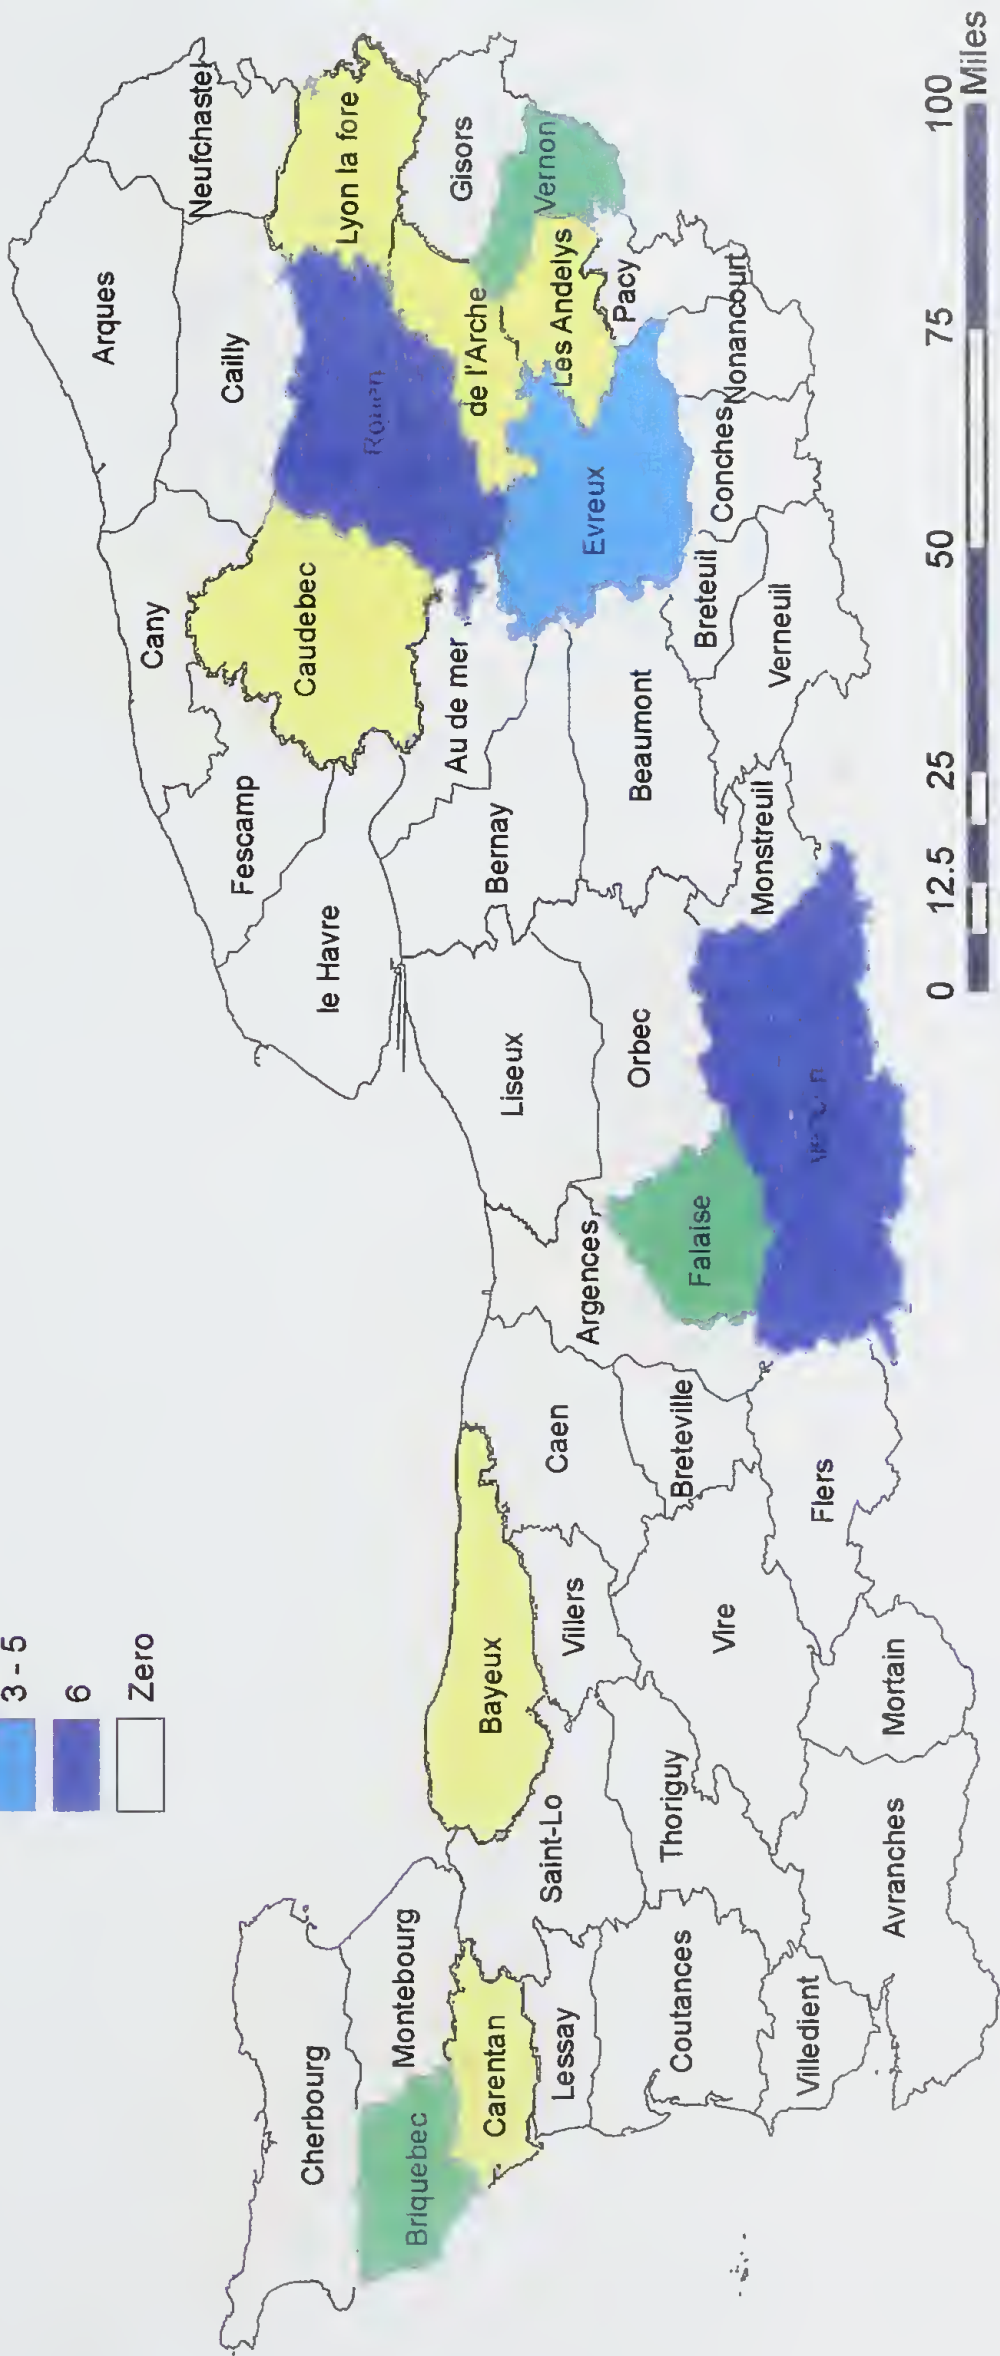 3 - 5
6
Zero
Cherbourg
Montebourg
Briquebec
Carentan
Lessay
Saint-Lo
Coutances
Thoriguy
Villedient
Avranches
Mortain
Bayeux
Villers
Vire
Flers
Caen
Breteville
Argences
Falaise
Liseux
Orbec
le Havre
Fescamp
Cany
Caudebec
Au de mer
Bernay
Beaumont
Monstreuil
Verneuil
Breteuil
Conches
Nonancourt
Evreux
Rouen
Arques
Cailly
Neufchastel
Lyon la fore
de l'Arche
Les Andelys
Gisors
Vernon
Pacy
0 12.5 25 50 75 100
Miles